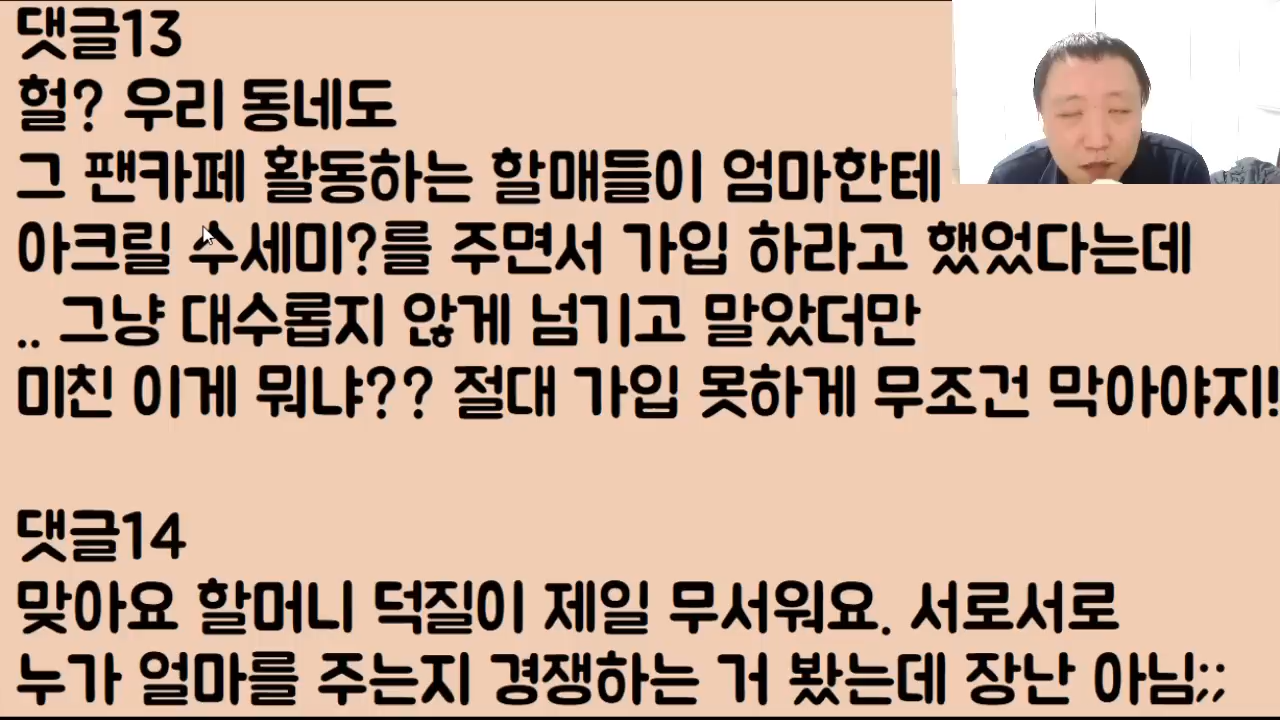 댓글13
헐? 우리 동네도
그 팬카페 활동하는 할매들이 엄마한테
아크릴 수세미?를 주면서 가입 하라고 했었다는데
.. 그냥 대수롭지 않게 넘기고 말았더만
미친 이게 뭐냐?? 절대 가입 못하게 무조건 막아야지!
댓글14
맞아요 할머니 덕질이 제일 무서워요. 서로서로
누가 얼마를 주는지 경쟁하는 거 봤는데 장난 아님;;